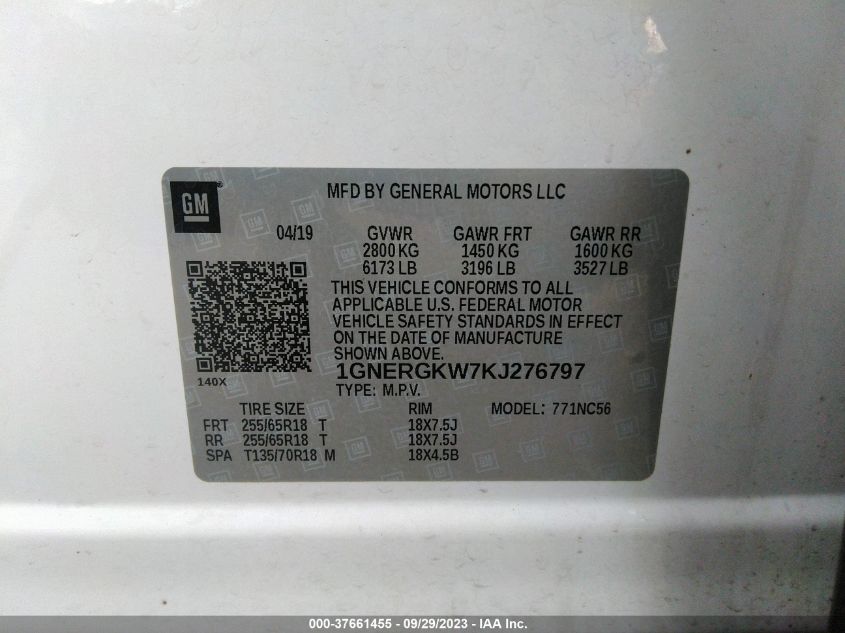 GM
MFD BY GENERAL MOTORS LLC
04/19 GVWR GAWR FRT GAWR RR
2800 KG 1450 KG 1600 KG
6173 LB 3196 LB 3527 LB
THIS VEHICLE CONFORMS TO ALL
APPLICABLE U.S. FEDERAL MOTOR
VEHICLE SAFETY STANDARDS IN EFFECT
ON THE DATE OF MANUFACTURE
SHOWN ABOVE.
1GNERGKW7KJ276797
140X
TYPE: M.P.V.
TIRE SIZE RIM MODEL: 771NC56
FRT 255/65R18 T 18X7.5J
RR 255/65R18 T 18X7.5J
SPA T135/70R18 M 18X4.5B
000-37661455 - 09/29/2023 - IAA Inc.